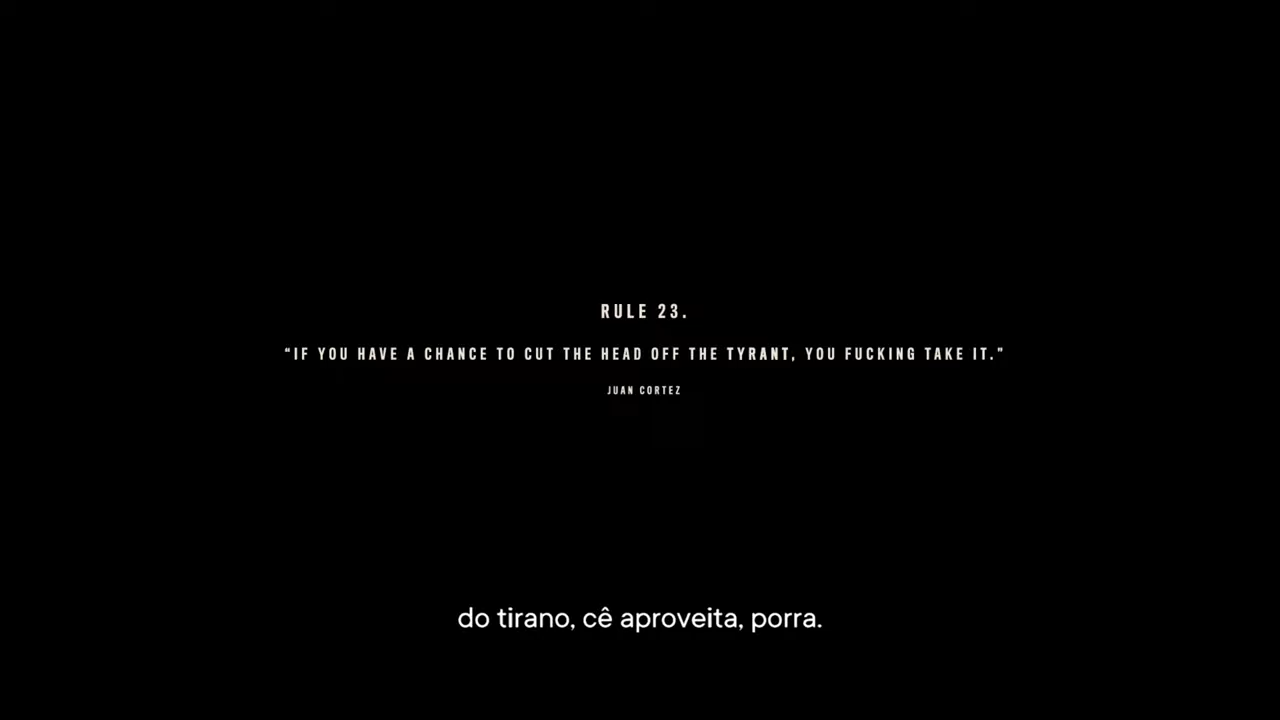 RULE 23.
“IF YOU HAVE A CHANCE TO CUT THE HEAD OFF THE TYRANT, YOU FUCKING TAKE IT.”
JUAN CORTEZ
do tirano, cê aproveita, porra.